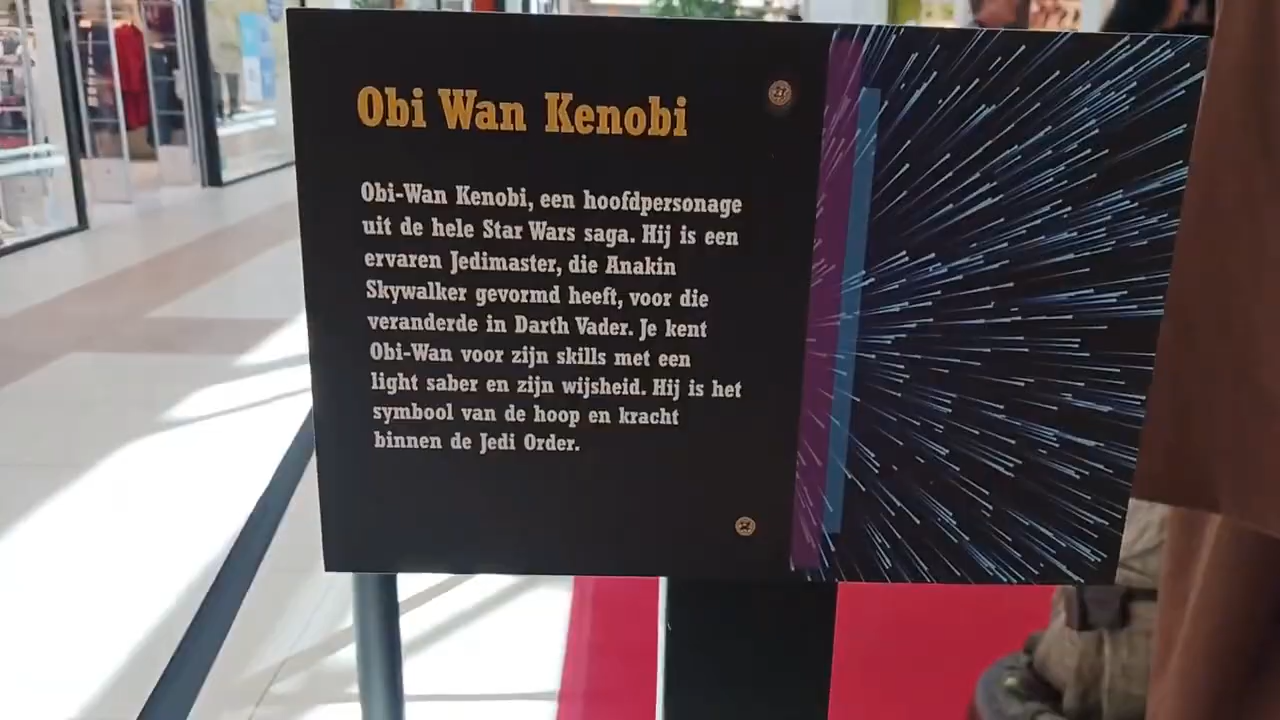 Obi Wan Kenobi
Obi-Wan Kenobi, een hoofdpersonage
uit de hele Star Wars saga. Hij is een
ervaren Jedimaster, die Anakin
Skywalker gevormd heeft, voor die
veranderde in Darth Vader. Je kent
Obi-Wan voor zijn skills met een
light saber en zijn wijsheid. Hij is het
symbool van de hoop en kracht
binnen de Jedi Order.